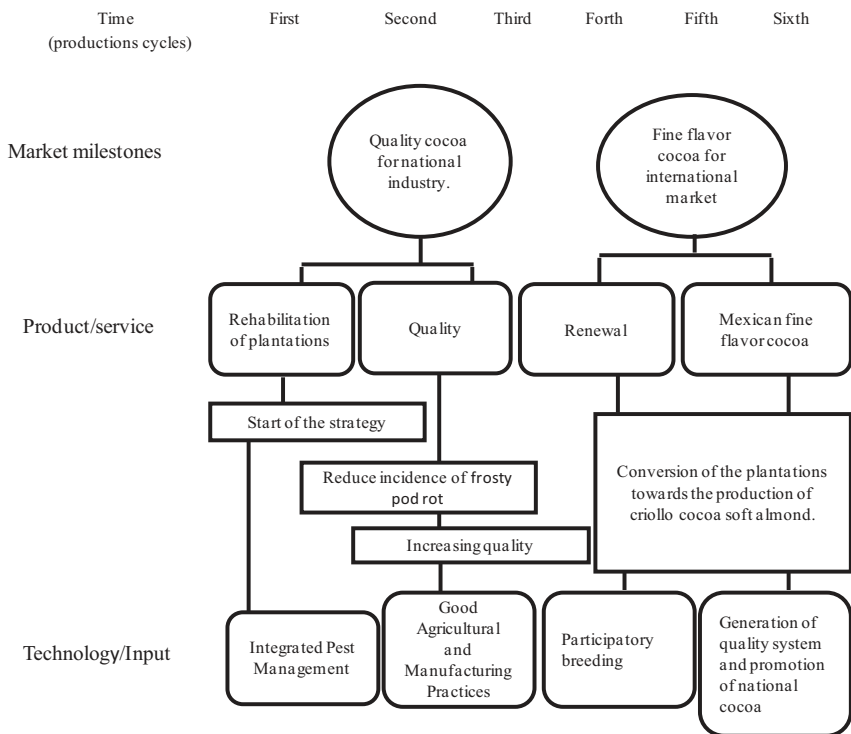 Time First Second Third Forth Fifth Sixth
(productions cycles)
Market milestones
Quality cocoa
for national
industry.
Fine flavor
cocoa for
international
market
Product/service
Rehabilitation
of plantations
Quality
Renewal
Mexican fine
flavor cocoa
Start of the strategy
Reduce incidence of frosty
pod rot
Increasing quality
Conversion of the plantations
towards the production of
criollo cocoa soft almond.
Technology/Input
Integrated Pest
Management
Good
Agricultural
and
Manufacturing
Practices
Participatory
breeding
Generation of
quality system
and promotion
of national
cocoa